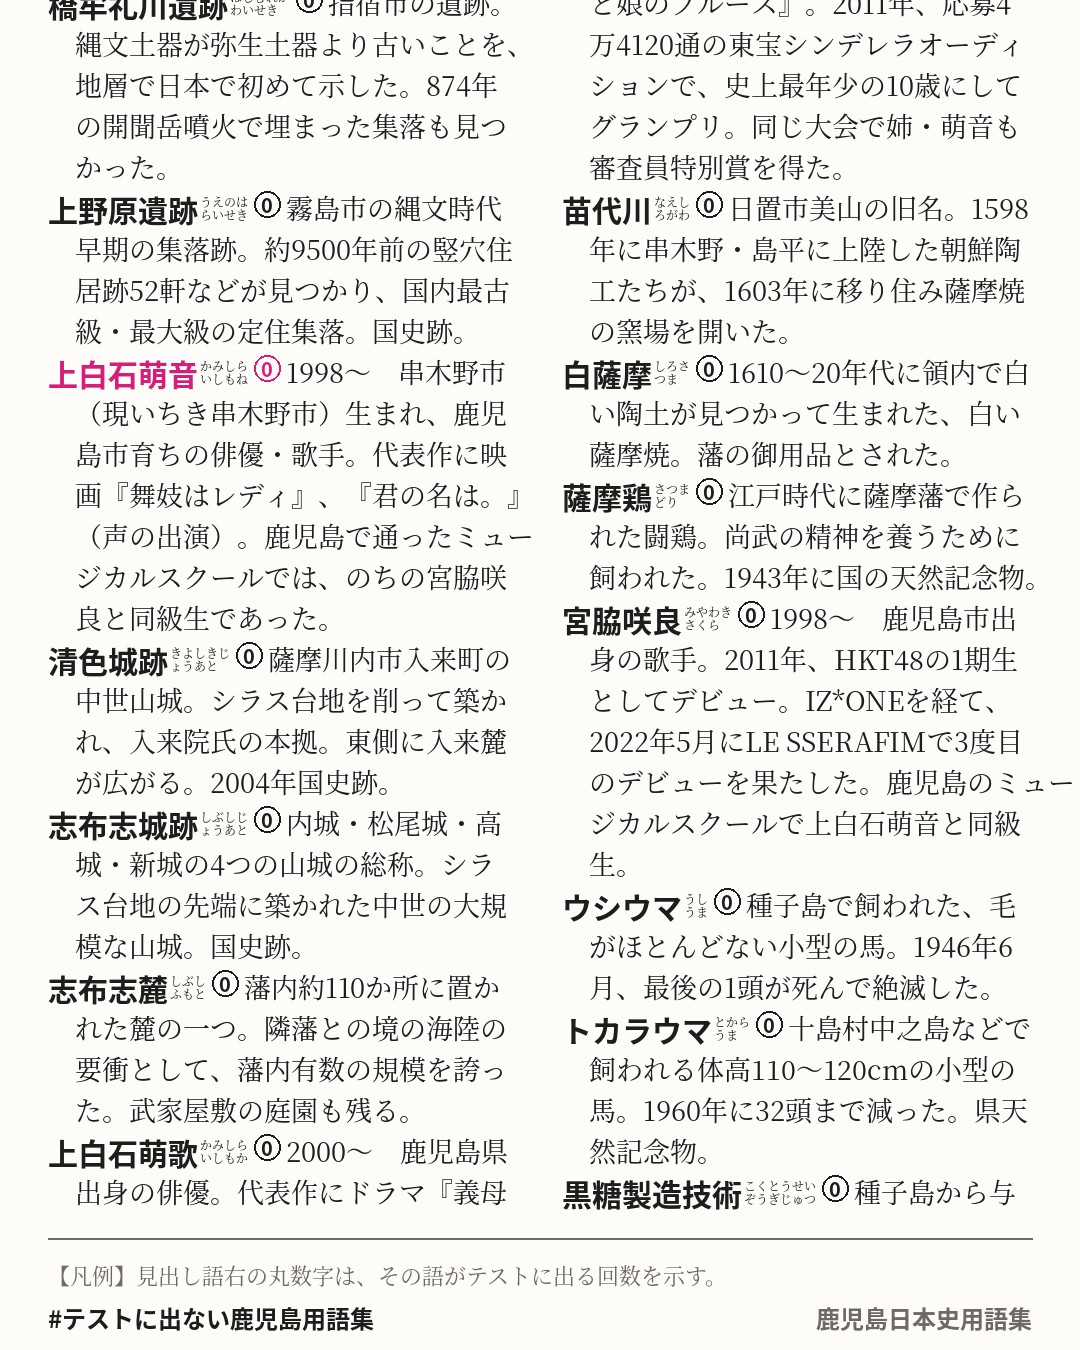 橋牟礼川遺跡 わいせき 0 指宿市の遺跡。
縄文土器が弥生土器より古いことを、
地層で日本で初めて示した。874年
の開聞岳噴火で埋まった集落も見つ
かった。
上野原遺跡 うえのはらいせき 0 霧島市の縄文時代
早期の集落跡。約9500年前の竪穴住
居跡52軒などが見つかり、国内最古
級・最大級の定住集落。国史跡。
上白石萌音 かみしらいしもね 0 1998〜 串木野市
（現いちき串木野市）生まれ、鹿児
島市育ちの俳優・歌手。代表作に映
画『舞妓はレディ』、『君の名は。』
（声の出演）。鹿児島で通ったミュー
ジカルスクールでは、のちの宮脇咲
良と同級生であった。
清色城跡 きよしきじょうあと 0 薩摩川内市入来町の
中世山城。シラス台地を削って築か
れ、入来院氏の本拠。東側に入来麓
が広がる。2004年国史跡。
志布志城跡 しぶしじょうあと 0 内城・松尾城・高
城・新城の4つの山城の総称。シラ
ス台地の先端に築かれた中世の大規
模な山城。国史跡。
志布志麓 しぶしふもと 0 藩内約110か所に置か
れた麓の一つ。隣藩との境の海陸の
要衝として、藩内有数の規模を誇っ
た。武家屋敷の庭園も残る。
上白石萌歌 かみしらいしもか 0 2000〜 鹿児島県
出身の俳優。代表作にドラマ『義母
と娘のブルース』。2011年、応募4
万4120通の東宝シンデレラオーディ
ションで、史上最年少の10歳にして
グランプリ。同じ大会で姉・萌音も
審査員特別賞を得た。
苗代川 なえしろがわ 0 日置市美山の旧名。1598
年に串木野・島平に上陸した朝鮮陶
工たちが、1603年に移り住み薩摩焼
の窯場を開いた。
白薩摩 しろさつま 0 1610〜20年代に領内で白
い陶土が見つかって生まれた、白い
薩摩焼。藩の御用品とされた。
薩摩鶏 さつまどり 0 江戸時代に薩摩藩で作ら
れた闘鶏。尚武の精神を養うために
飼われた。1943年に国の天然記念物。
宮脇咲良 みやわきさくら 0 1998〜 鹿児島市出
身の歌手。2011年、HKT48の1期生
としてデビュー。IZ*ONEを経て、
2022年5月にLE SSERAFIMで3度目
のデビューを果たした。鹿児島のミュー
ジカルスクールで上白石萌音と同級
生。
ウシウマ うしうま 0 種子島で飼われた、毛
がほとんどない小型の馬。1946年6
月、最後の1頭が死んで絶滅した。
トカラウマ とからうま 0 十島村中之島などで
飼われる体高110〜120cmの小型の
馬。1960年に32頭まで減った。県天
然記念物。
黒糖製造技術 こくとうせいぞうぎじゅつ 0 種子島から与
【凡例】見出し語右の丸数字は、その語がテストに出る回数を示す。
#テストに出ない鹿児島用語集
鹿児島日本史用語集